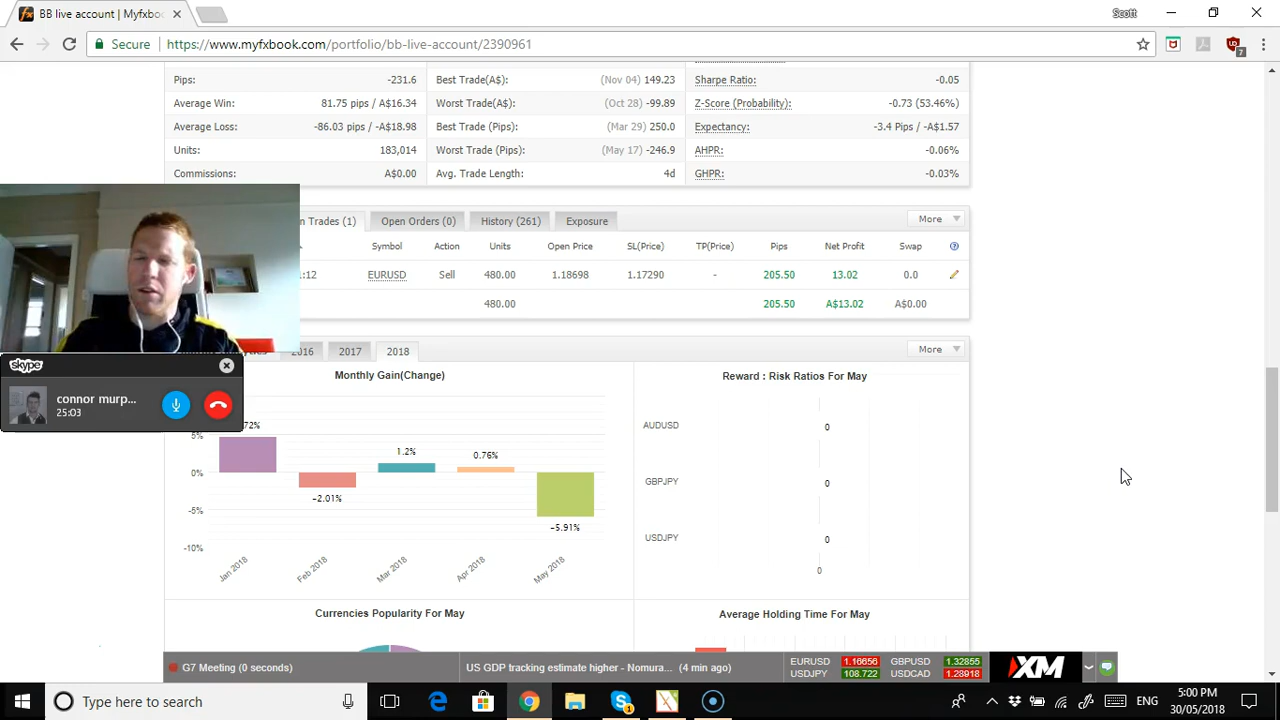 BB live account | Myfxboo
Scott
Secure
https://www.myfxbook.com/portfolio/bb-live-account/2390961
7
Pips: -231.6 Best Trade(A$): (Nov 04) 149.23 Sharpe Ratio: -0.05
Average Win: 81.75 pips / A$16.34 Worst Trade(A$): (Oct 28) -99.89 Z-Score (Probability): -0.73 (53.46%)
Average Loss: -86.03 pips / -A$18.98 Best Trade (Pips): (Mar 29) 250.0 Expectancy: -3.4 Pips / -A$1.57
Units: 183,014 Worst Trade (Pips): (May 17) -246.9 AHPR: -0.06%
Commissions: A$0.00 Avg. Trade Length: 4d GHPR: -0.03%
n Trades (1) Open Orders (0) History (261) Exposure More
Symbol Action Units Open Price SL(Price) TP(Price) Pips Net Profit Swap
:12 EURUSD Sell 480.00 1.18698 1.17290 - 205.50 13.02 0.0
480.00 205.50 A$13.02 A$0.00
2016 2017 2018 More
skype
connor murp...
25:03
Monthly Gain(Change)
72%
5%
0%
-5%
-10%
-2.01%
1.2%
0.76%
-5.91%
Jan 2018 Feb 2018 Mar 2018 Apr 2018 May 2018
Reward : Risk Ratios For May
AUDUSD 0
GBPJPY 0
USDJPY 0
0
Currencies Popularity For May
Average Holding Time For May
G7 Meeting (0 seconds) US GDP tracking estimate higher - Nomura... (4 min ago)
EURUSD 1.16656 GBPUSD 1.32855
USDJPY 108.722 USDCAD 1.28918
XM
Type here to search
ENG
5:00 PM
30/05/2018